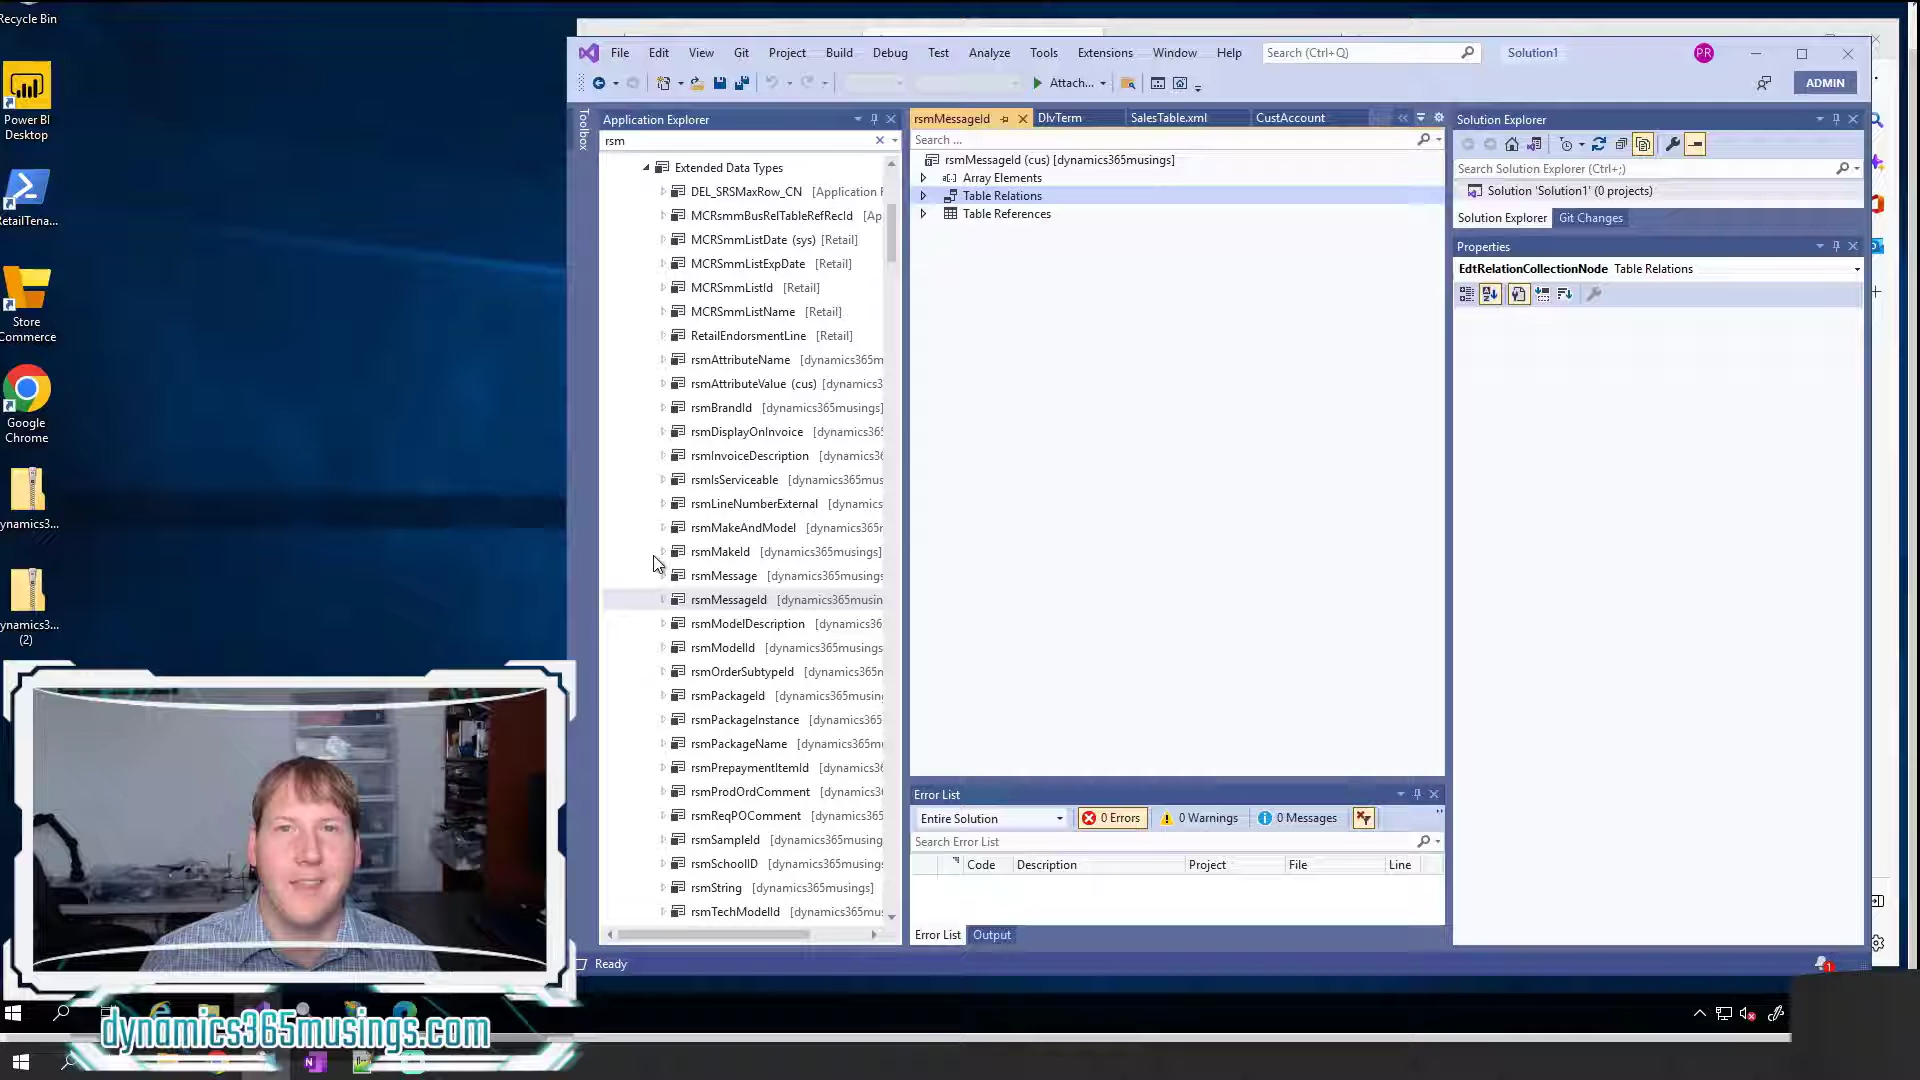 Recycle Bin
Power BI
Desktop
RetailTena...
Store
Commerce
Google
Chrome
ynamics3...
ynamics3...
(2)
File Edit View Git Project Build Debug Test Analyze Tools Extensions Window Help Search (Ctrl+Q) Solution1 PR
Attach... ADMIN
Toolbox
Application Explorer
rsm
Extended Data Types
DEL_SRSMaxRow_CN [Application F
MCRsmmBusRelTableRefRecId [Ap
MCRSmmListDate (sys) [Retail]
MCRSmmListExpDate [Retail]
MCRSmmListId [Retail]
MCRSmmListName [Retail]
RetailEndorsmentLine [Retail]
rsmAttributeName [dynamics365m
rsmAttributeValue (cus) [dynamics3
rsmBrandId [dynamics365musings]
rsmDisplayOnInvoice [dynamics365
rsmInvoiceDescription [dynamics36
rsmIsServiceable [dynamics365mus
rsmLineNumberExternal [dynamics
rsmMakeAndModel [dynamics365r
rsmMakeId [dynamics365musings]
rsmMessage [dynamics365musings
rsmMessageId [dynamics365musin
rsmModelDescription [dynamics36
rsmModelId [dynamics365musings
rsmOrderSubtypeId [dynamics365n
rsmPackageId [dynamics365musing
rsmPackageInstance [dynamics365
rsmPackageName [dynamics365mu
rsmPrepaymentItemId [dynamics3
rsmProdOrdComment [dynamics3
rsmReqPOComment [dynamics365
rsmSampleId [dynamics365musing
rsmSchoolID [dynamics365musing
rsmString [dynamics365musings]
rsmTechModelId [dynamics365mu
rsmMessageId DlvTerm SalesTable.xml CustAccount
Search ...
rsmMessageId (cus) [dynamics365musings]
Array Elements
Table Relations
Table References
Error List
Entire Solution 0 Errors 0 Warnings 0 Messages
Search Error List
Code Description Project File Line
Error List Output
Solution Explorer
Search Solution Explorer (Ctrl+;)
Solution 'Solution1' (0 projects)
Solution Explorer Git Changes
Properties
EdtRelationCollectionNode Table Relations
Ready
1
dynamics365musings.com